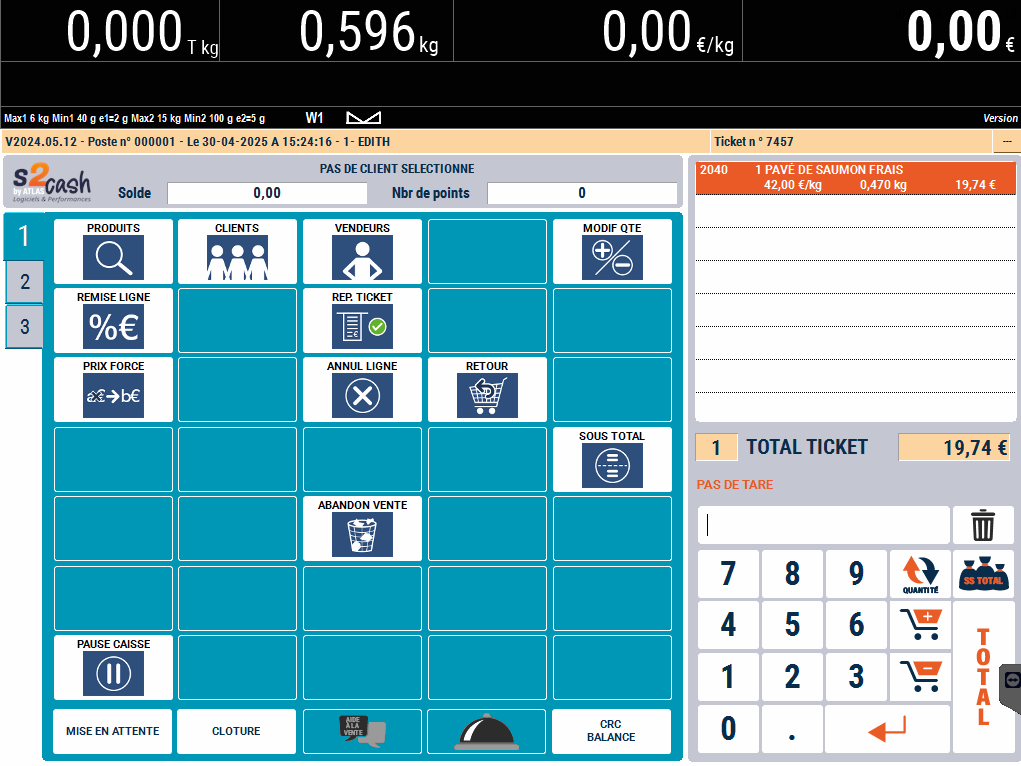 0,000 T kg
0,596 kg
0,00 €/kg
0,00 €
Max1 6 kg Min1 40 g e1=2 g Max2 15 kg Min2 100 g e2=5 g
W1
Version
V2024.05.12 - Poste n° 000001 - Le 30-04-2025 A 15:24:16 - 1- EDITH
Ticket n ° 7457
---
S2cash
by ATLAS
Logiciels & Performances
PAS DE CLIENT SELECTIONNE
Solde
0,00
Nbr de points
0
1
2
3
PRODUITS
CLIENTS
VENDEURS
MODIF QTE
REMISE LIGNE
%€
REP. TICKET
PRIX FORCE
a€→b€
ANNUL LIGNE
RETOUR
SOUS TOTAL
ABANDON VENTE
PAUSE CAISSE
MISE EN ATTENTE
CLOTURE
AIDE
À LA
VENTE
CRC
BALANCE
2040 1 PAVÉ DE SAUMON FRAIS
42,00 €/kg 0,470 kg 19,74 €
1 TOTAL TICKET 19,74 €
PAS DE TARE
7 8 9
QUANTITÉ
SS TOTAL
4 5 6
1 2 3
0 .
TOTAL